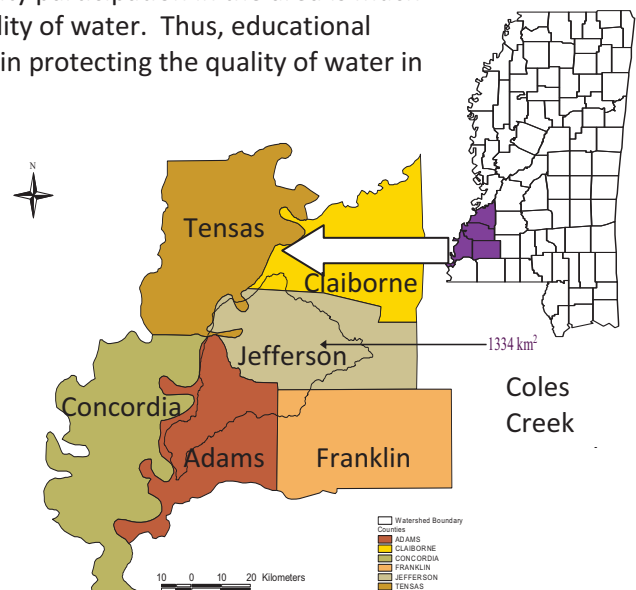 lity of water. Thus, educational
in protecting the quality of water in
N
Tensas
Claiborne
Jefferson
1334 km²
Coles
Creek
Concordia
Adams
Franklin
Watershed Boundary
Counties
ADAMS
CLAIBORNE
CONCORDIA
FRANKLIN
JEFFERSON
TENSAS
10 0 10 20 Kilometers